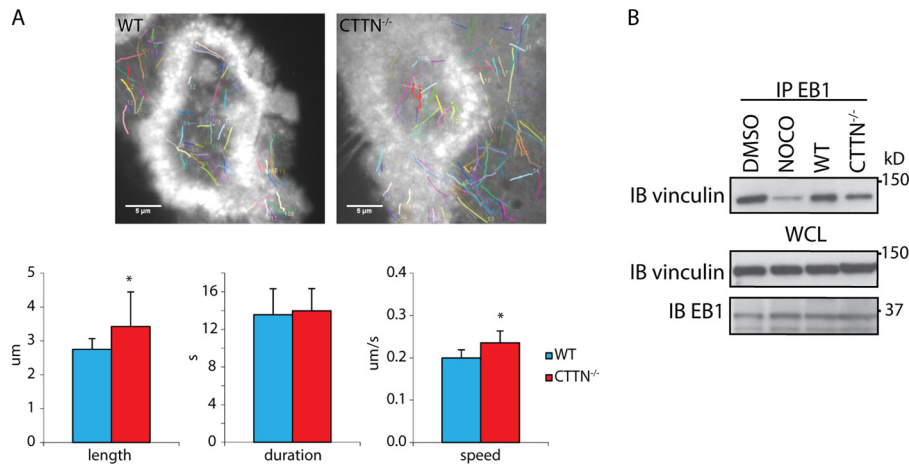 A
WT
CTTN-/-
5 µm
5 µm
5
4
3
2
1
0
um
length
*
16
12
8
4
0
s
duration
0.4
0.3
0.2
0.1
0.0
um/s
speed
*
WT
CTTN-/-
B
IP EB1
DMSO
NOCO
WT
CTTN-/-
kD
IB vinculin
150
WCL
IB vinculin
150
IB EB1
37